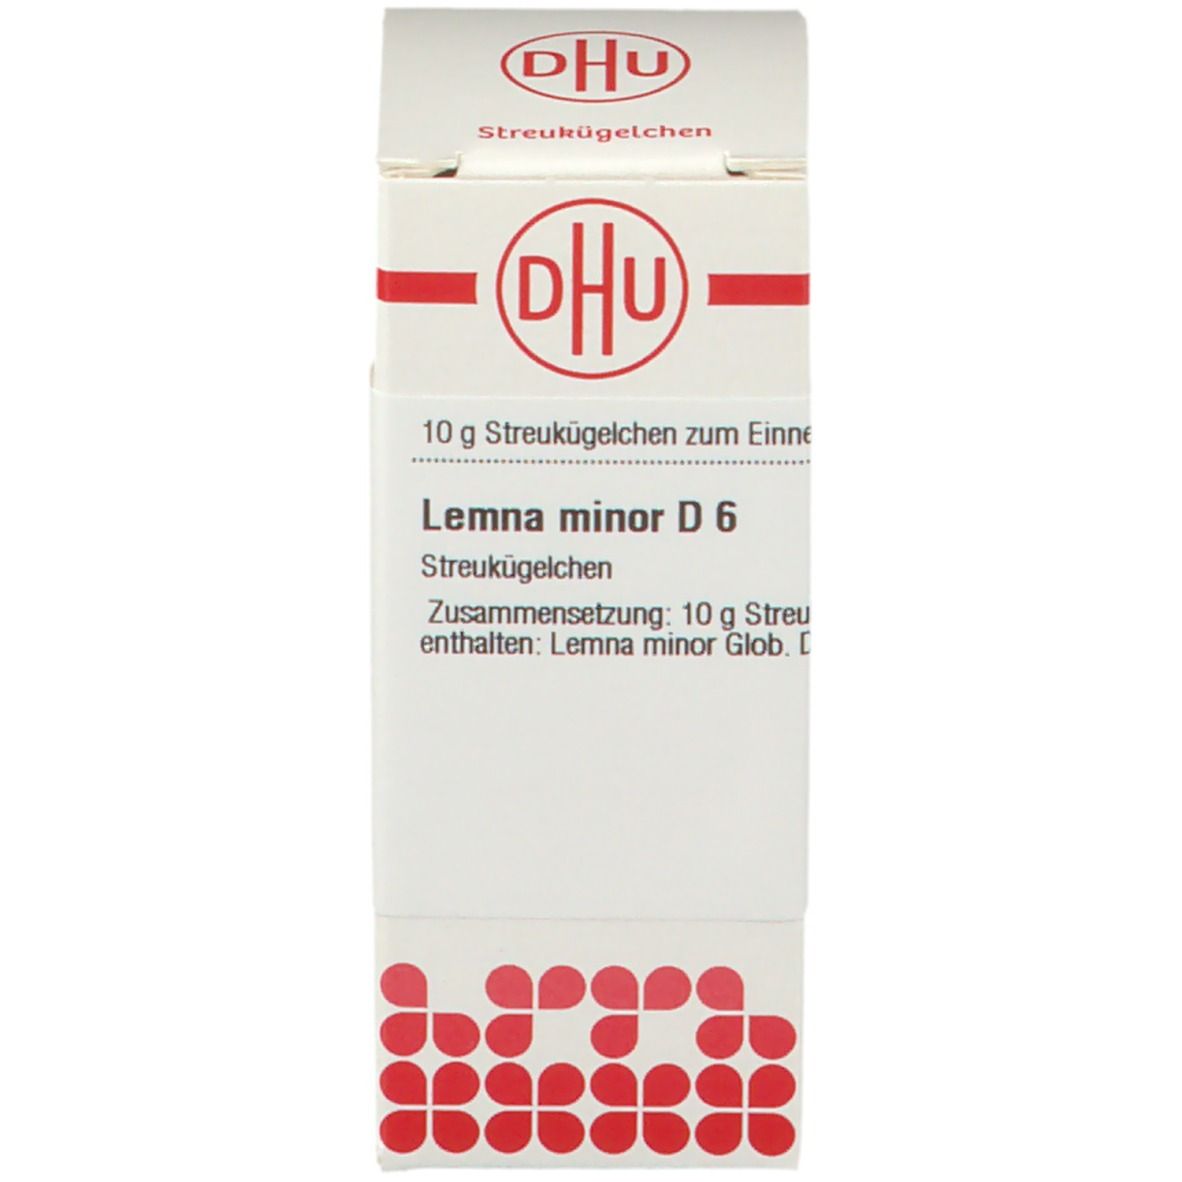 DHU
Streukügelchen
DHU
10 g Streukügelchen zum Einne
Lemna minor D 6
Streukügelchen
Zusammensetzung: 10 g Streu
enthalten: Lemna minor Glob. D